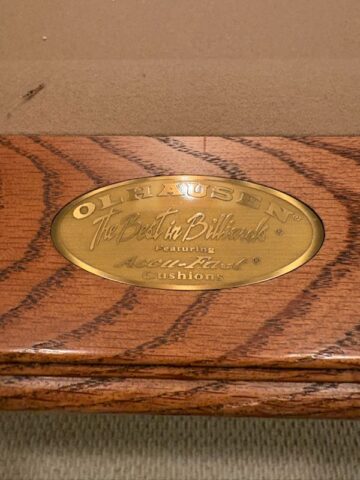 OLHAUSEN®
The Best in Billiards®
Featuring
Accu-Fast®
Cushions